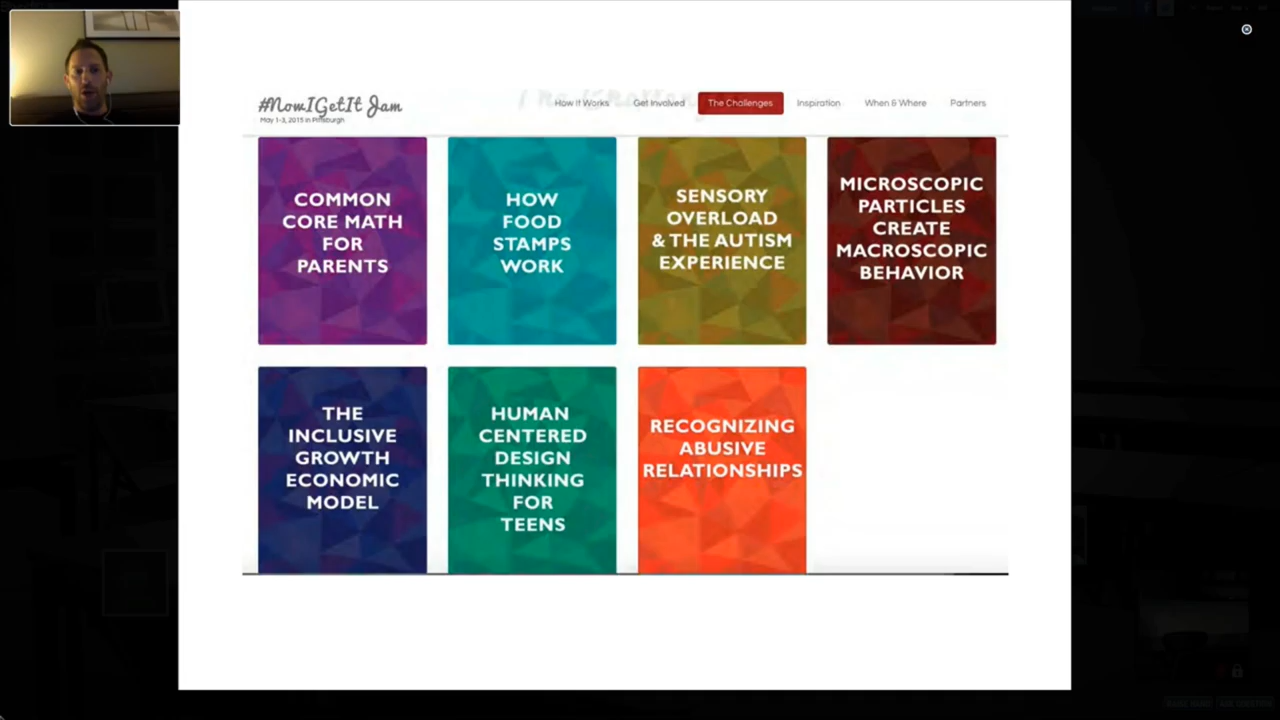 #NowIGetIt Jam
May 1-3, 2015 in Pittsburgh
How It Works Get Involved The Challenges Inspiration When & Where Partners
COMMON
CORE MATH
FOR
PARENTS
HOW
FOOD
STAMPS
WORK
SENSORY
OVERLOAD
& THE AUTISM
EXPERIENCE
MICROSCOPIC
PARTICLES
CREATE
MACROSCOPIC
BEHAVIOR
THE
INCLUSIVE
GROWTH
ECONOMIC
MODEL
HUMAN
CENTERED
DESIGN
THINKING
FOR
TEENS
RECOGNIZING
ABUSIVE
RELATIONSHIPS